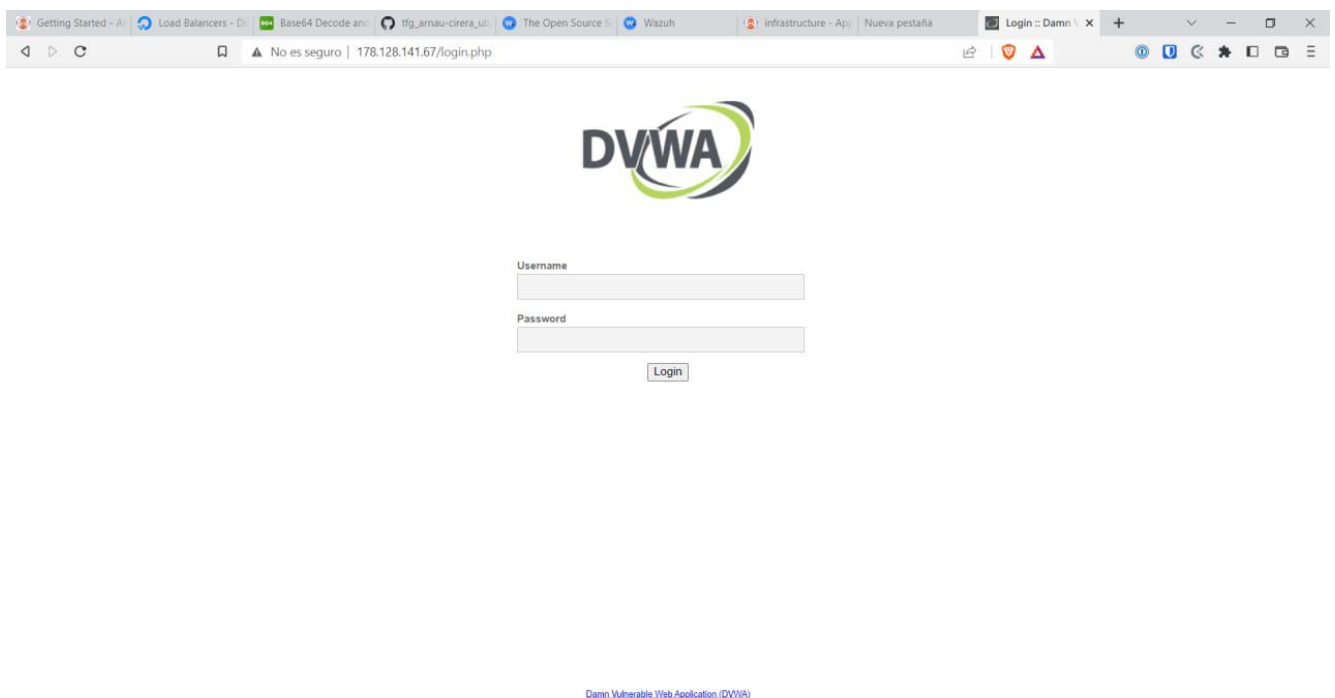 Getting Started - A
Load Balancers - Di
Base64 Decode and
tfg_arnau-cirera_ub
The Open Source S
Wazuh
infrastructure - App
Nueva pestaña
Login :: Damn V
No es seguro | 178.128.141.67/login.php
DVWA
Username
Password
Login
Damn Vulnerable Web Application (DVWA)